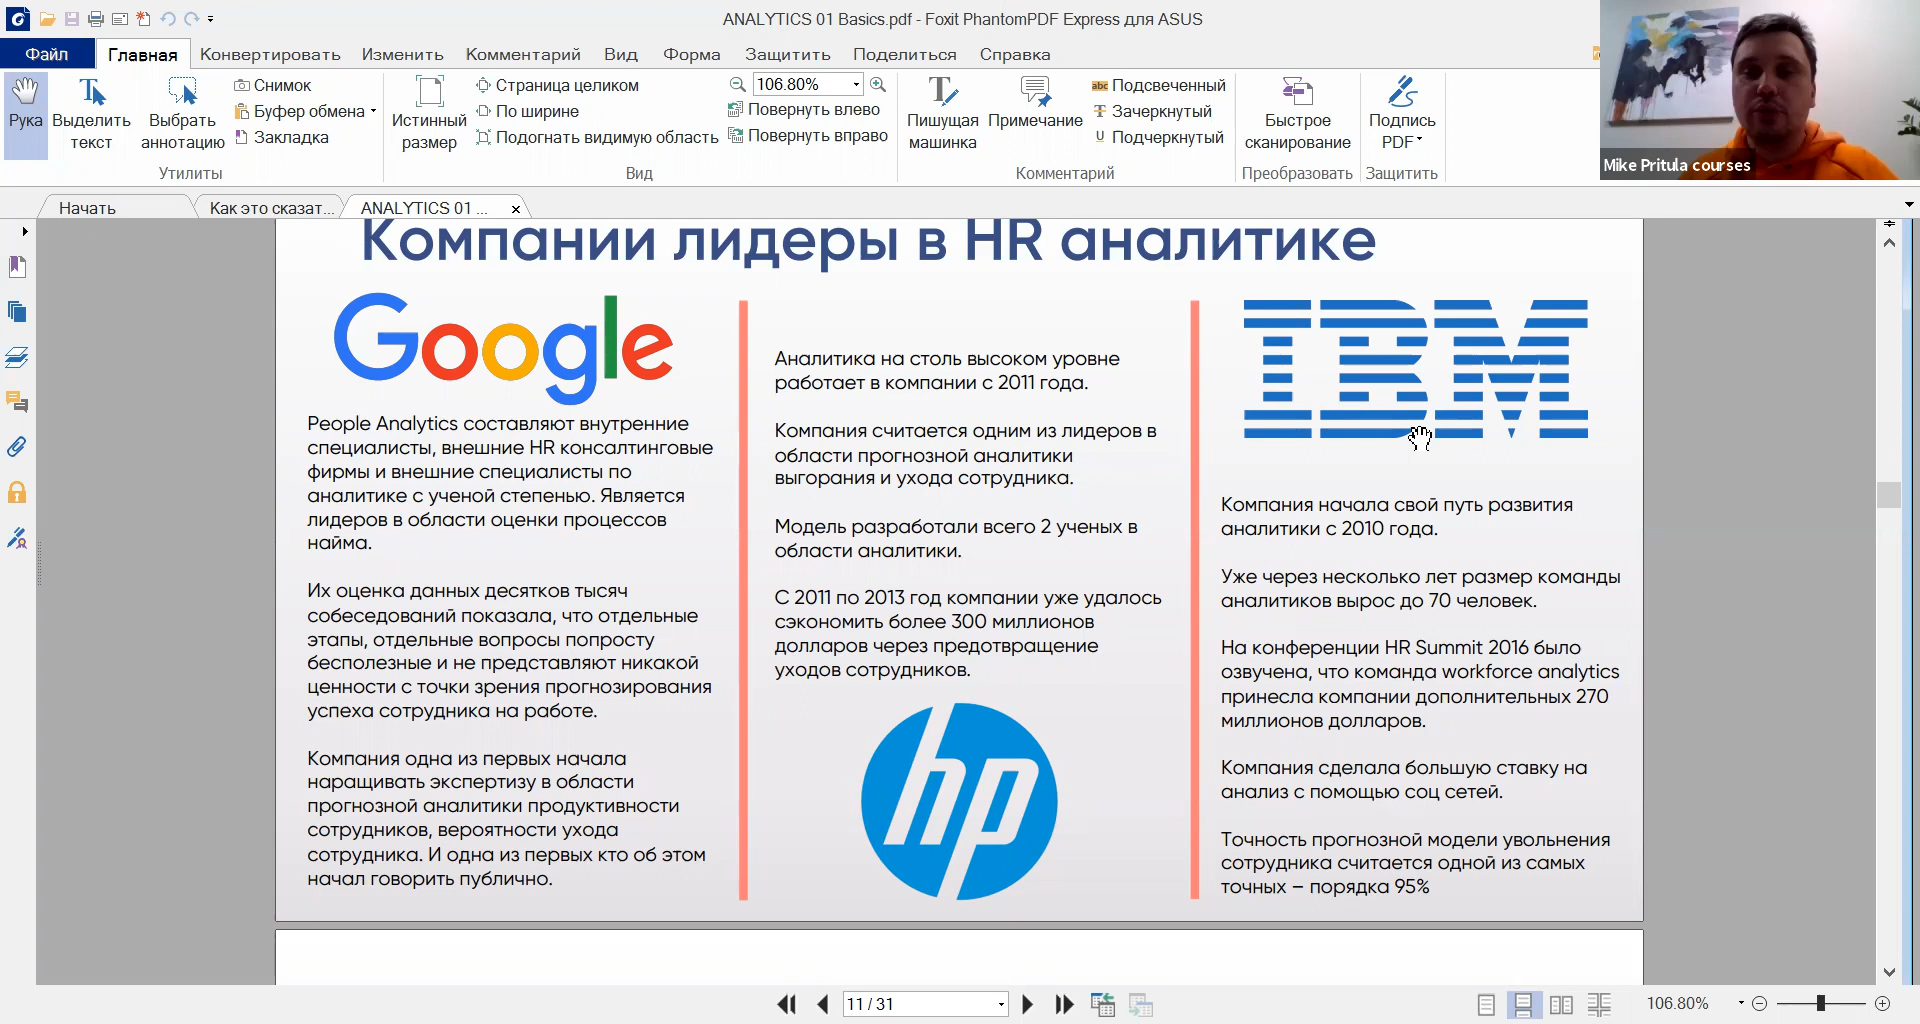 ANALYTICS 01 Basics.pdf - Foxit PhantomPDF Express для ASUS
Файл Главная Конвертировать Изменить Комментарий Вид Форма Защитить Поделиться Справка
Рука
Выделить текст
Выбрать аннотацию
Снимок
Буфер обмена
Закладка
Утилиты
Истинный размер
Страница целиком
По ширине
Подогнать видимую область
106.80%
Повернуть влево
Повернуть вправо
Вид
Пишущая машинка
Примечание
Подсвеченный
Зачеркнутый
Подчеркнутый
Комментарий
Быстрое сканирование
Преобразовать
Подпись PDF
Защитить
Mike Pritula courses
Начать
Как это сказат...
ANALYTICS 01 ...
Компании лидеры в HR аналитике
Google
People Analytics составляют внутренние
специалисты, внешние HR консалтинговые
фирмы и внешние специалисты по
аналитике с ученой степенью. Является
лидеров в области оценки процессов
найма.
Их оценка данных десятков тысяч
собеседований показала, что отдельные
этапы, отдельные вопросы попросту
бесполезные и не представляют никакой
ценности с точки зрения прогнозирования
успеха сотрудника на работе.
Компания одна из первых начала
наращивать экспертизу в области
прогнозной аналитики продуктивности
сотрудников, вероятности ухода
сотрудника. И одна из первых кто об этом
начал говорить публично.
Аналитика на столь высоком уровне
работает в компании с 2011 года.
Компания считается одним из лидеров в
области прогнозной аналитики
выгорания и ухода сотрудника.
Модель разработали всего 2 ученых в
области аналитики.
С 2011 по 2013 год компании уже удалось
сэкономить более 300 миллионов
долларов через предотвращение
уходов сотрудников.
hp
IBM
Компания начала свой путь развития
аналитики с 2010 года.
Уже через несколько лет размер команды
аналитиков вырос до 70 человек.
На конференции HR Summit 2016 было
озвучена, что команда workforce analytics
принесла компании дополнительных 270
миллионов долларов.
Компания сделала большую ставку на
анализ с помощью соц сетей.
Точность прогнозной модели увольнения
сотрудника считается одной из самых
точных – порядка 95%
11 / 31
106.80%